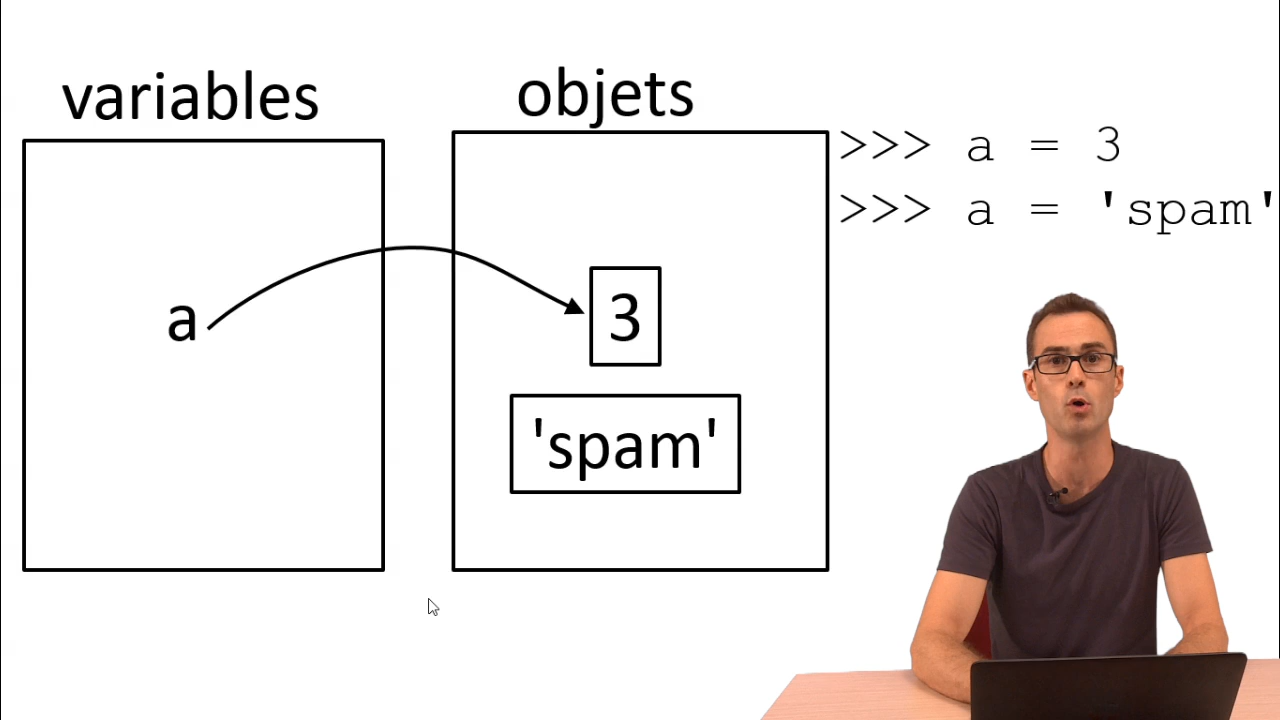 variables
objets
>>> a = 3
>>> a = 'spam'
a
3
'spam'